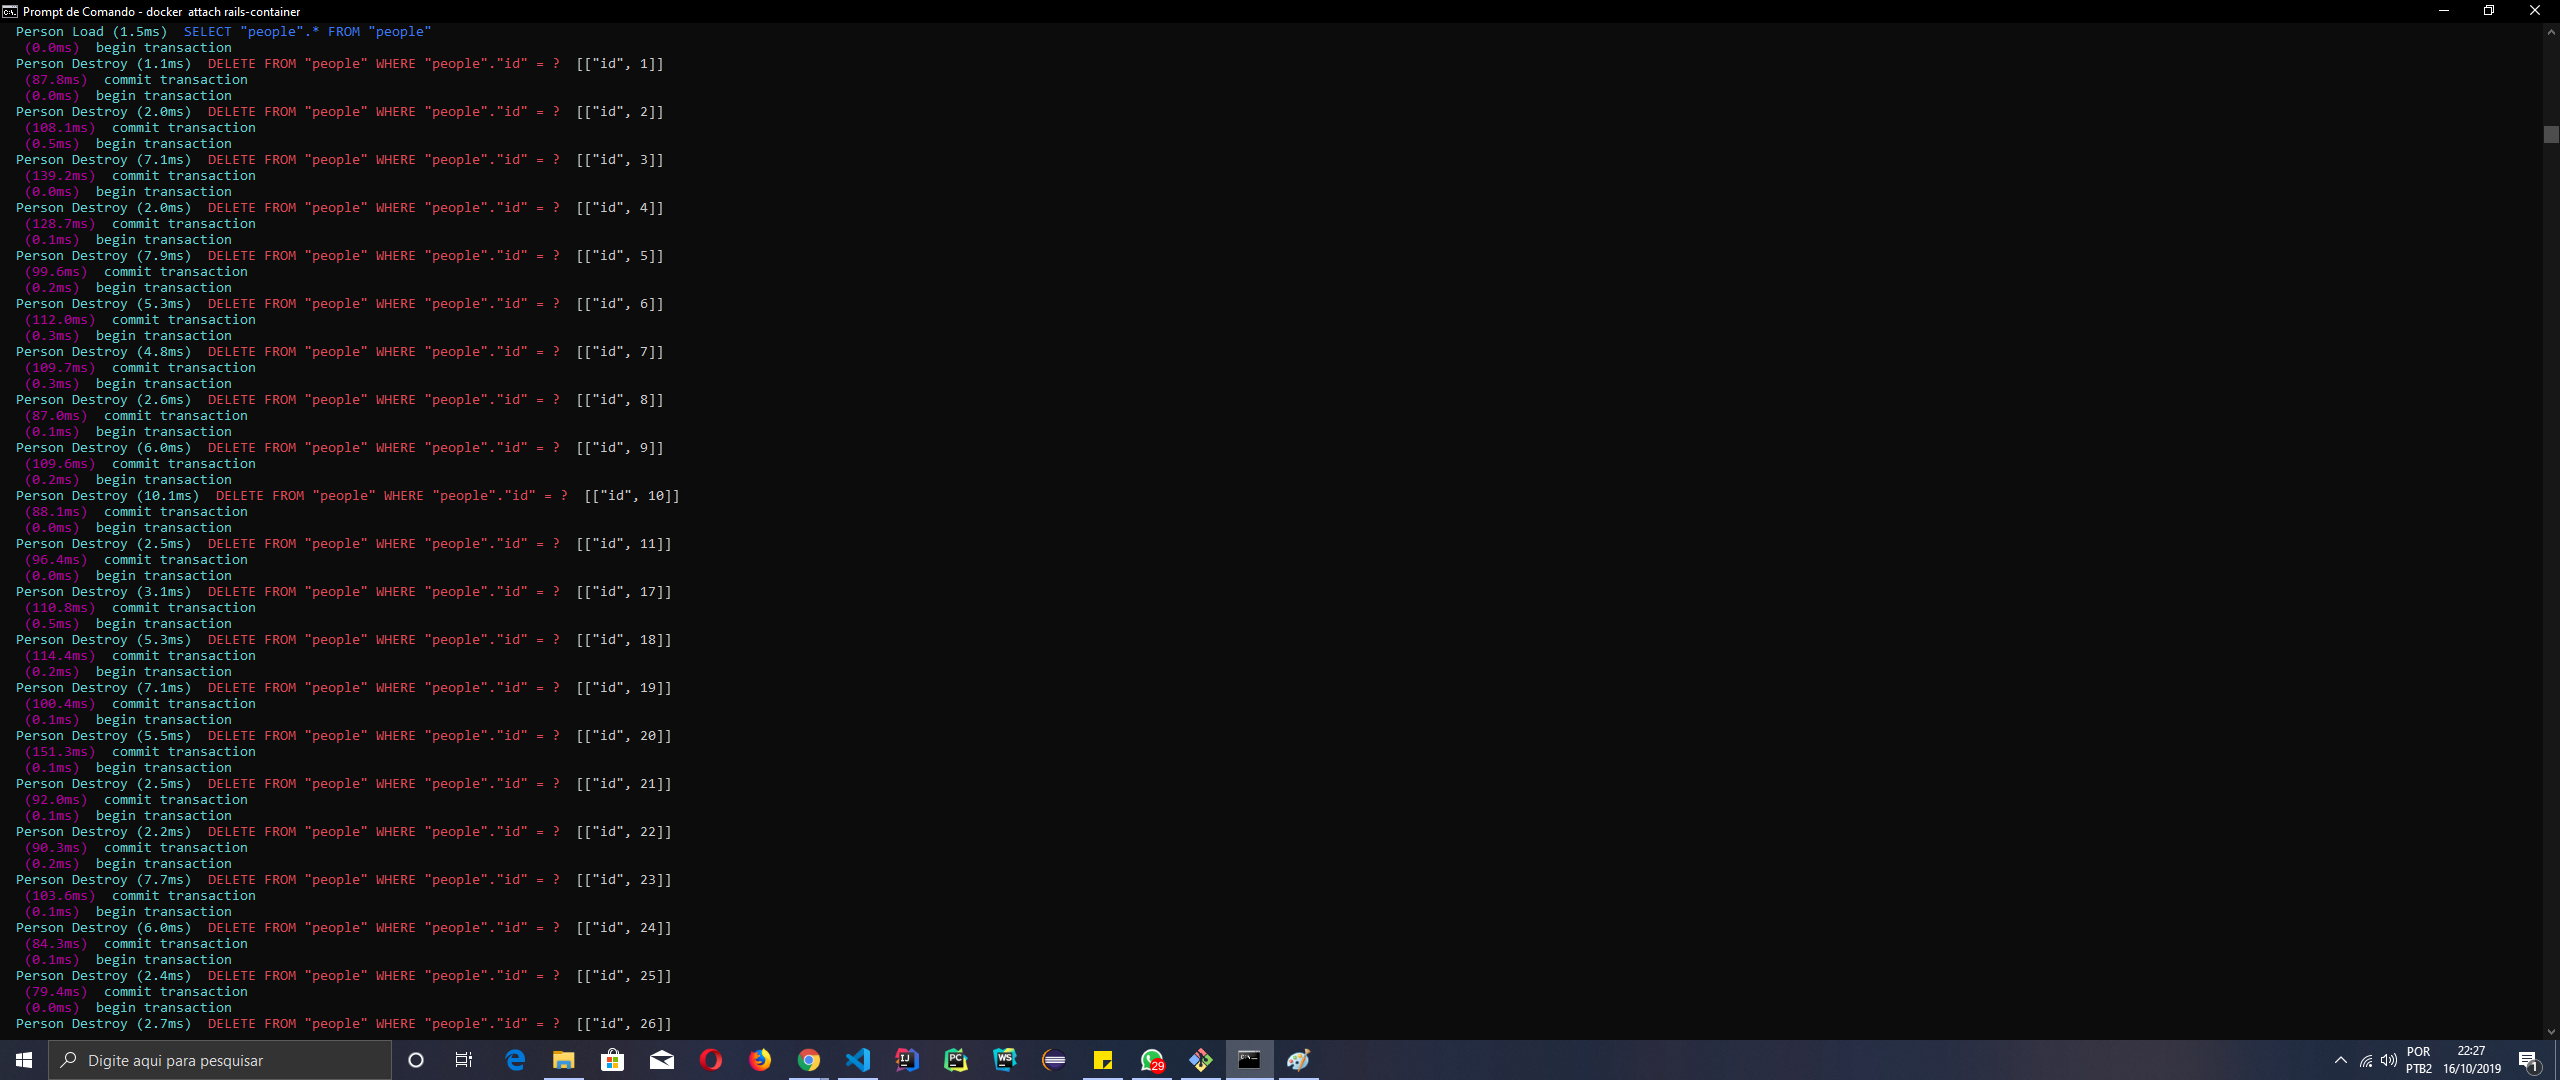 Prompt de Comando - docker  attach rails-container
Person Load (1.5ms)  SELECT "people".* FROM "people"
(0.0ms)  begin transaction
Person Destroy (1.1ms)  DELETE FROM "people" WHERE "people"."id" = ?  [["id", 1]]
(87.8ms)  commit transaction
(0.0ms)  begin transaction
Person Destroy (2.0ms)  DELETE FROM "people" WHERE "people"."id" = ?  [["id", 2]]
(108.1ms)  commit transaction
(0.5ms)  begin transaction
Person Destroy (7.1ms)  DELETE FROM "people" WHERE "people"."id" = ?  [["id", 3]]
(139.2ms)  commit transaction
(0.0ms)  begin transaction
Person Destroy (2.0ms)  DELETE FROM "people" WHERE "people"."id" = ?  [["id", 4]]
(128.7ms)  commit transaction
(0.1ms)  begin transaction
Person Destroy (7.9ms)  DELETE FROM "people" WHERE "people"."id" = ?  [["id", 5]]
(99.6ms)  commit transaction
(0.2ms)  begin transaction
Person Destroy (5.3ms)  DELETE FROM "people" WHERE "people"."id" = ?  [["id", 6]]
(112.0ms)  commit transaction
(0.3ms)  begin transaction
Person Destroy (4.8ms)  DELETE FROM "people" WHERE "people"."id" = ?  [["id", 7]]
(109.7ms)  commit transaction
(0.3ms)  begin transaction
Person Destroy (2.6ms)  DELETE FROM "people" WHERE "people"."id" = ?  [["id", 8]]
(87.0ms)  commit transaction
(0.1ms)  begin transaction
Person Destroy (6.0ms)  DELETE FROM "people" WHERE "people"."id" = ?  [["id", 9]]
(109.6ms)  commit transaction
(0.2ms)  begin transaction
Person Destroy (10.1ms)  DELETE FROM "people" WHERE "people"."id" = ?  [["id", 10]]
(88.1ms)  commit transaction
(0.0ms)  begin transaction
Person Destroy (2.5ms)  DELETE FROM "people" WHERE "people"."id" = ?  [["id", 11]]
(96.4ms)  commit transaction
(0.0ms)  begin transaction
Person Destroy (3.1ms)  DELETE FROM "people" WHERE "people"."id" = ?  [["id", 17]]
(110.8ms)  commit transaction
(0.5ms)  begin transaction
Person Destroy (5.3ms)  DELETE FROM "people" WHERE "people"."id" = ?  [["id", 18]]
(114.4ms)  commit transaction
(0.2ms)  begin transaction
Person Destroy (7.1ms)  DELETE FROM "people" WHERE "people"."id" = ?  [["id", 19]]
(100.4ms)  commit transaction
(0.1ms)  begin transaction
Person Destroy (5.5ms)  DELETE FROM "people" WHERE "people"."id" = ?  [["id", 20]]
(151.3ms)  commit transaction
(0.1ms)  begin transaction
Person Destroy (2.5ms)  DELETE FROM "people" WHERE "people"."id" = ?  [["id", 21]]
(92.0ms)  commit transaction
(0.1ms)  begin transaction
Person Destroy (2.2ms)  DELETE FROM "people" WHERE "people"."id" = ?  [["id", 22]]
(90.3ms)  commit transaction
(0.2ms)  begin transaction
Person Destroy (7.7ms)  DELETE FROM "people" WHERE "people"."id" = ?  [["id", 23]]
(103.6ms)  commit transaction
(0.1ms)  begin transaction
Person Destroy (6.0ms)  DELETE FROM "people" WHERE "people"."id" = ?  [["id", 24]]
(84.3ms)  commit transaction
(0.1ms)  begin transaction
Person Destroy (2.4ms)  DELETE FROM "people" WHERE "people"."id" = ?  [["id", 25]]
(79.4ms)  commit transaction
(0.0ms)  begin transaction
Person Destroy (2.7ms)  DELETE FROM "people" WHERE "people"."id" = ?  [["id", 26]]
Digite aqui para pesquisar
IJ
PC
WS
29
POR
PTB2
22:27
16/10/2019
1